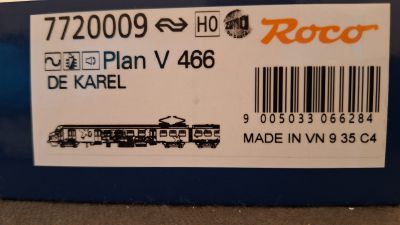 7720009 H0 Roco
Plan V 466
DE KAREL
9 005033 066284
MADE IN VN 9 35 C4